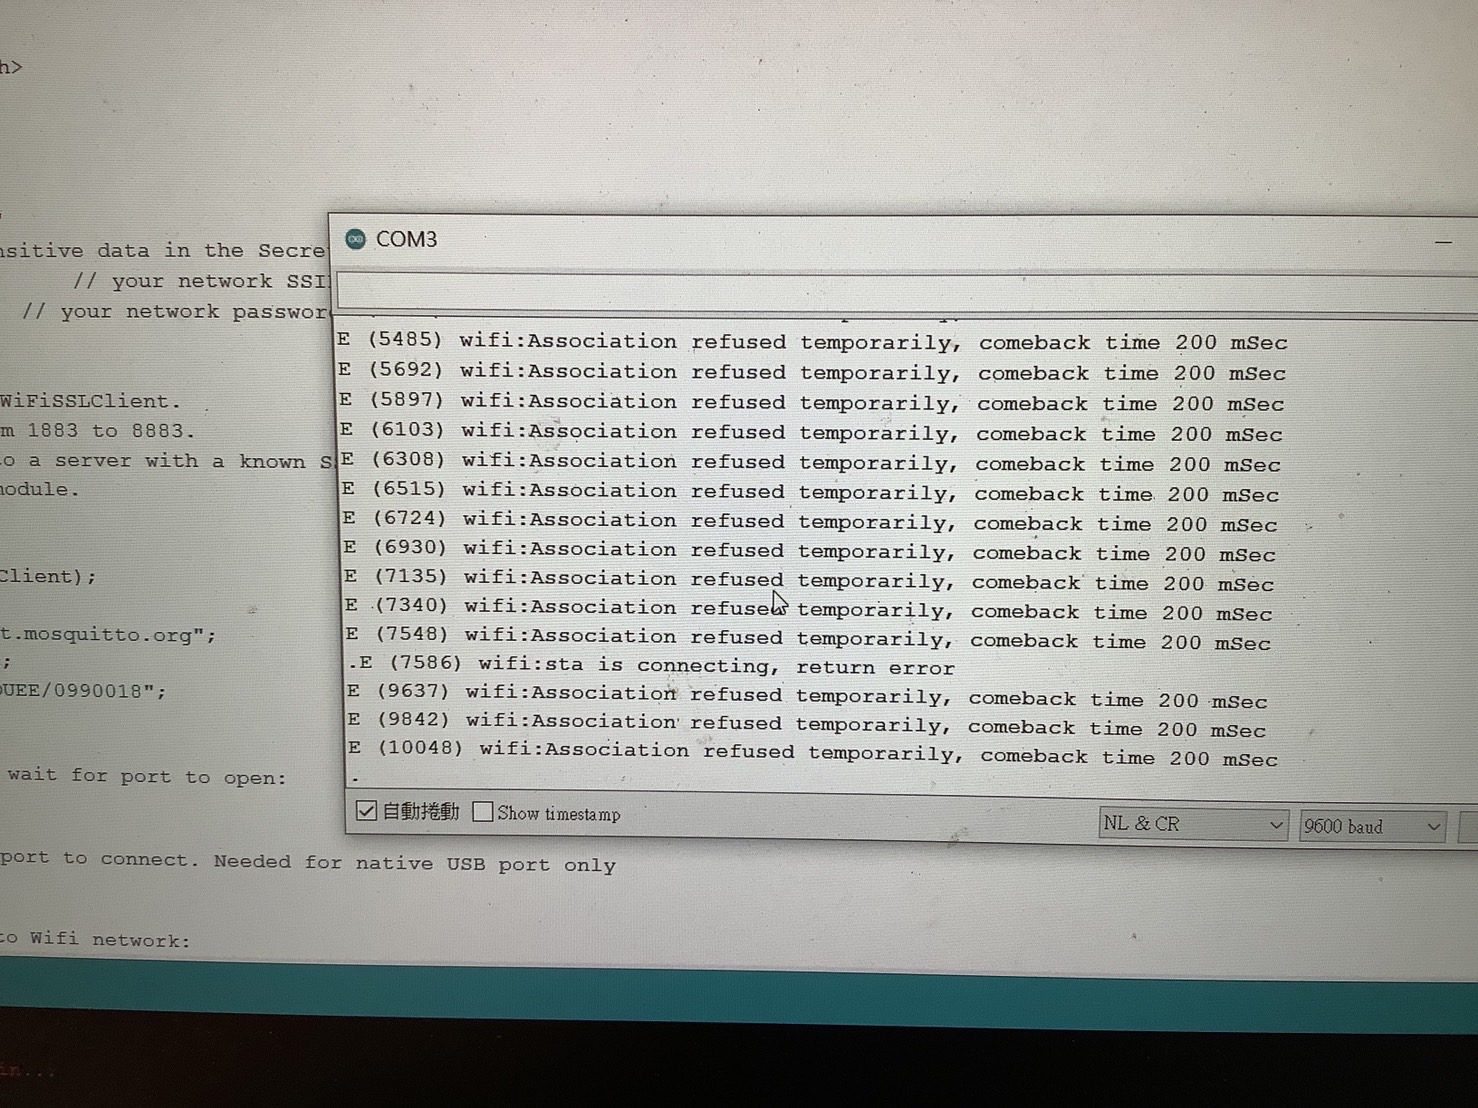 h>
nsitive data in the Secre
// your network SSI
// your network passwor
WiFiSSLClient.
m 1883 to 8883.
to a server with a known s
module.
Client);
t.mosquitto.org";
;
OUEE/0990018";
wait for port to open:
port to connect. Needed for native USB port only
to Wifi network:
COM3
E (5485) wifi:Association refused temporarily, comeback time 200 mSec
E (5692) wifi:Association refused temporarily, comeback time 200 mSec
E (5897) wifi:Association refused temporarily, comeback time 200 mSec
E (6103) wifi:Association refused temporarily, comeback time 200 mSec
E (6308) wifi:Association refused temporarily, comeback time 200 mSec
E (6515) wifi:Association refused temporarily, comeback time 200 mSec
E (6724) wifi:Association refused temporarily, comeback time 200 mSec
E (6930) wifi:Association refused temporarily, comeback time 200 mSec
E (7135) wifi:Association refused temporarily, comeback time 200 mSec
E (7340) wifi:Association refused temporarily, comeback time 200 mSec
E (7548) wifi:Association refused temporarily, comeback time 200 mSec
.E (7586) wifi:sta is connecting, return error
E (9637) wifi:Association refused temporarily, comeback time 200 mSec
E (9842) wifi:Association refused temporarily, comeback time 200 mSec
E (10048) wifi:Association refused temporarily, comeback time 200 mSec
.
自動捲動 Show timestamp NL & CR 9600 baud